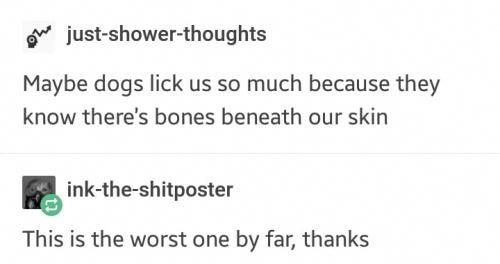 just-shower-thoughts
Maybe dogs lick us so much because they
know there's bones beneath our skin
ink-the-shitposter
This is the worst one by far, thanks